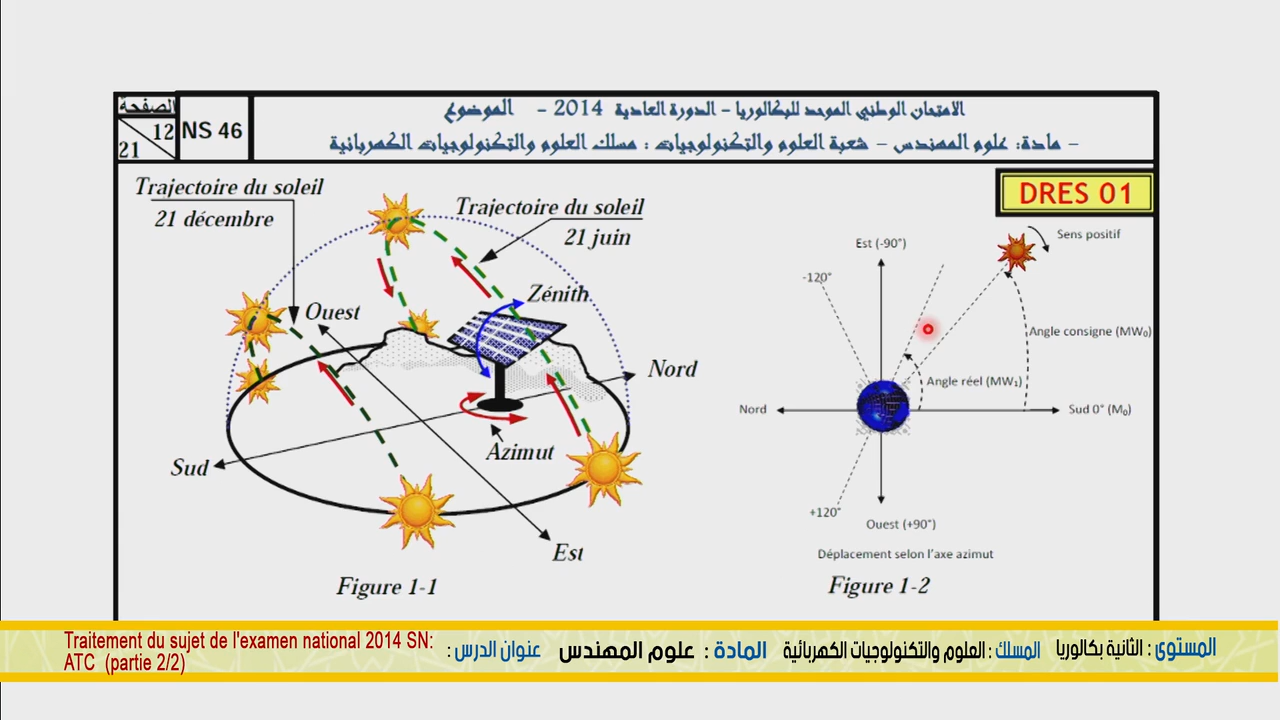 الصفحة
12
21
NS 46
الامتحان الوطني الموحد للبكالوريا – الدورة العادية 2014 – الموضوع
– مادة: علوم المهندس – شعبة العلوم والتكنولوجيات : مسلك العلوم والتكنولوجيات الكهربائية
DRES 01
Trajectoire du soleil
21 décembre
Trajectoire du soleil
21 juin
Ouest
Zénith
Nord
Sud
Azimut
Est
Figure 1-1
Est (-90°)
Sens positif
-120°
Angle consigne (MW₀)
Angle réel (MW₁)
Nord
Sud 0° (M₀)
+120°
Ouest (+90°)
Déplacement selon l'axe azimut
Figure 1-2
المستوى : الثانية بكالوريا المسلك : العلوم والتكنولوجيات الكهربائية المادة : علوم المهندس عنوان الدرس :
Traitement du sujet de l'examen national 2014 SN:
ATC (partie 2/2)